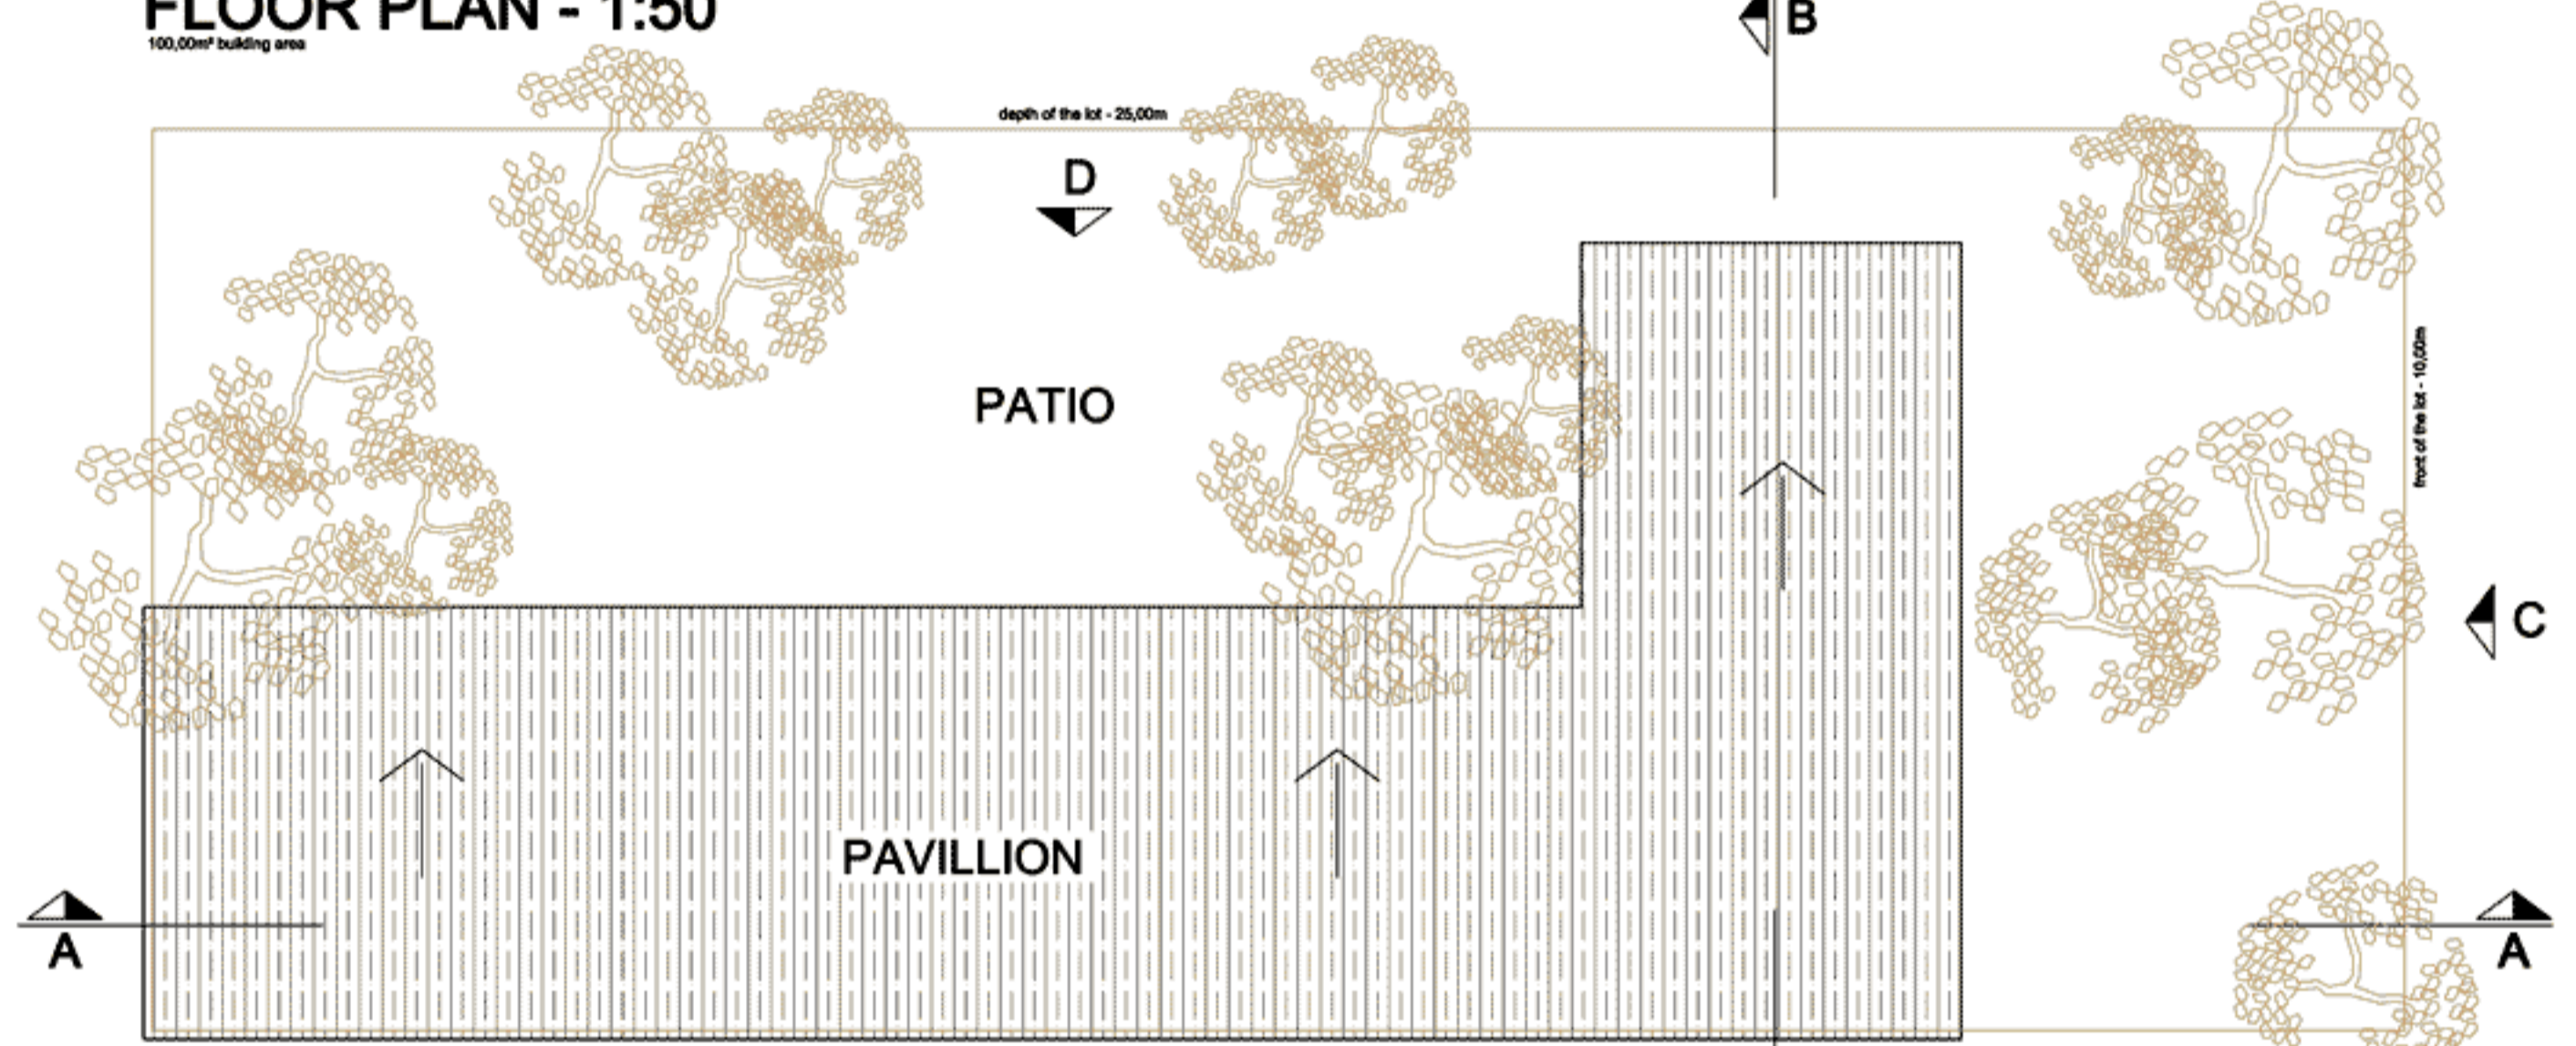 FLOOR PLAN - 1:50
100,00m² building area
B
depth of the lot - 25,00m
D
front of the lot - 10,00m
PATIO
C
PAVILLION
A
A